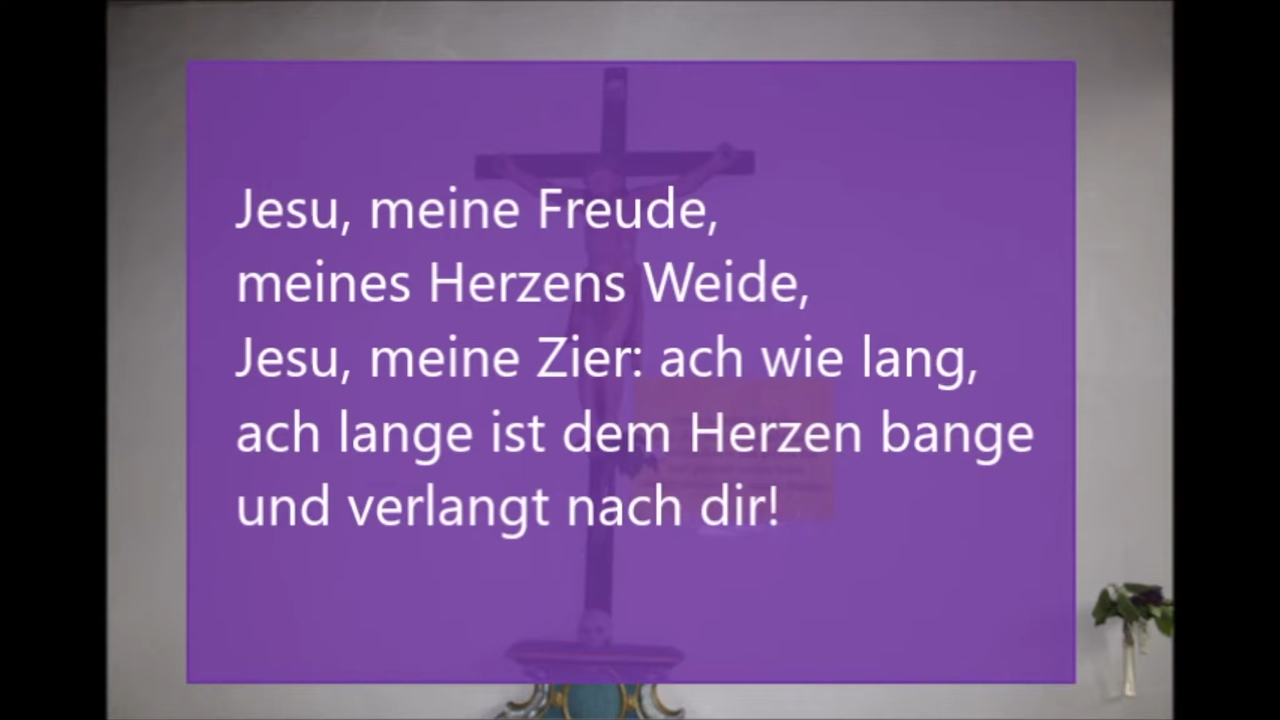 Jesu, meine Freude,
meines Herzens Weide,
Jesu, meine Zier: ach wie lang,
ach lange ist dem Herzen bange
und verlangt nach dir!